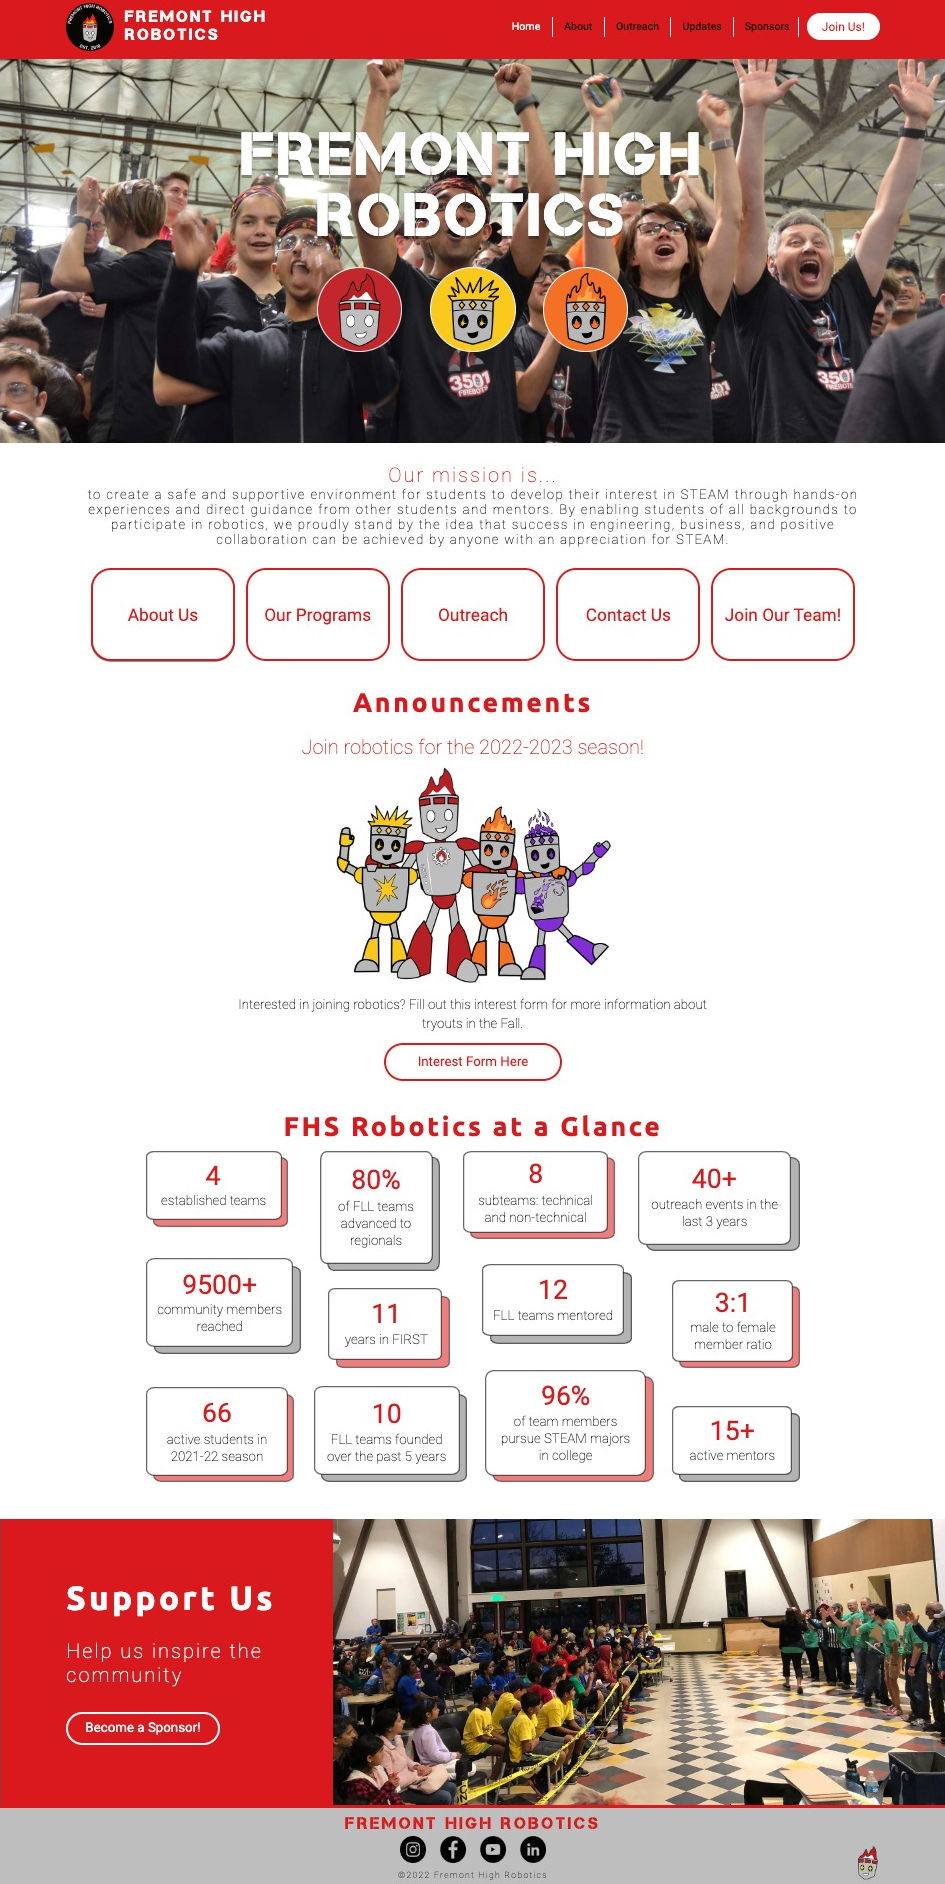 FREMONT HIGH
ROBOTICS
Home
About
Outreach
Updates
Sponsors
Join Us!
FREMONT HIGH
ROBOTICS
3501
FIREBOTS
3501
Our mission is...
to create a safe and supportive environment for students to develop their interest in STEAM through hands-on
experiences and direct guidance from other students and mentors. By enabling students of all backgrounds to
participate in robotics, we proudly stand by the idea that success in engineering, business, and positive
collaboration can be achieved by anyone with an appreciation for STEAM.
About Us
Our Programs
Outreach
Contact Us
Join Our Team!
Announcements
Join robotics for the 2022-2023 season!
Interested in joining robotics? Fill out this interest form for more information about
tryouts in the Fall.
Interest Form Here
FHS Robotics at a Glance
4
established teams
80%
of FLL teams
advanced to
regionals
8
subteams: technical
and non-technical
40+
outreach events in the
last 3 years
9500+
community members
reached
11
years in FIRST
12
FLL teams mentored
3:1
male to female
member ratio
66
active students in
2021-22 season
10
FLL teams founded
over the past 5 years
96%
of team members
pursue STEAM majors
in college
15+
active mentors
Support Us
Help us inspire the
community
Become a Sponsor!
FREMONT HIGH ROBOTICS
©2022 Fremont High Robotics